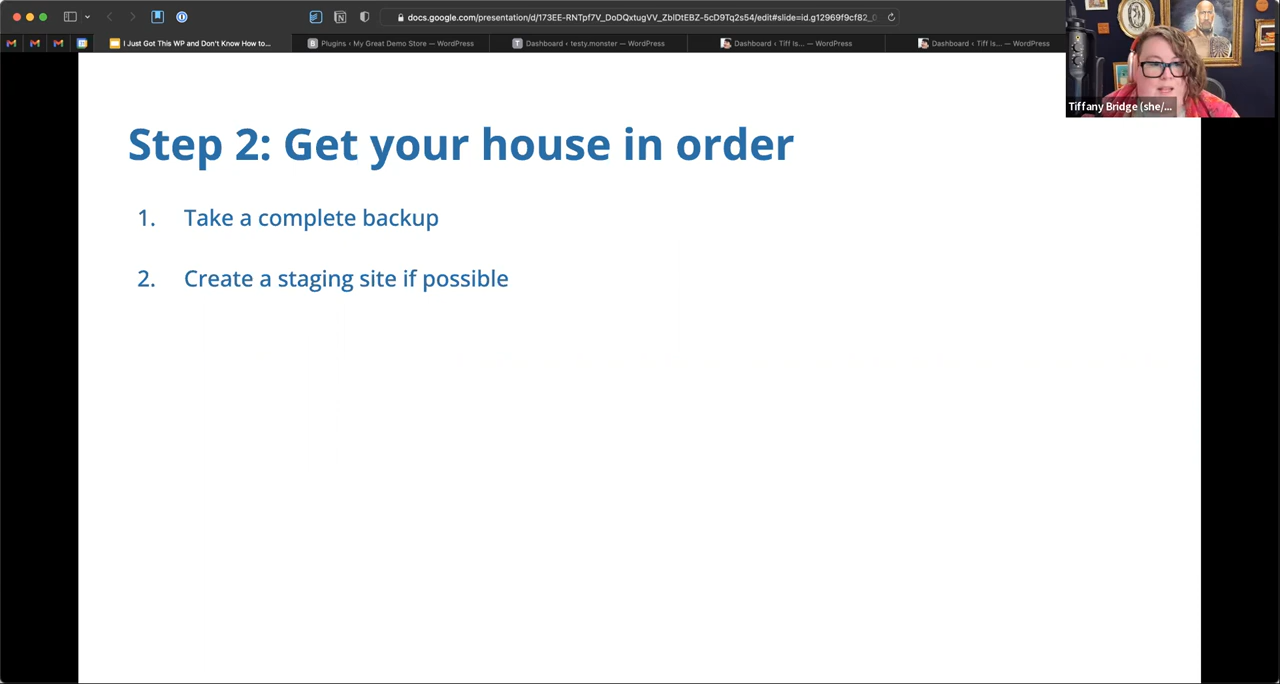 docs.google.com/presentation/d/173EE-RNTpf7V_DoDQxtugVV_ZblDtEBZ-5cD9Tq2s54/edit#slide=id.g12969f9cf82_0
I Just Got This WP and Don't Know How to...
Plugins ‹ My Great Demo Store — WordPress
Dashboard ‹ testy.monster — WordPress
Dashboard ‹ Tiff Is... — WordPress
Dashboard ‹ Tiff Is... — WordPress
Tiffany Bridge (she/...
Step 2: Get your house in order
1. Take a complete backup
2. Create a staging site if possible